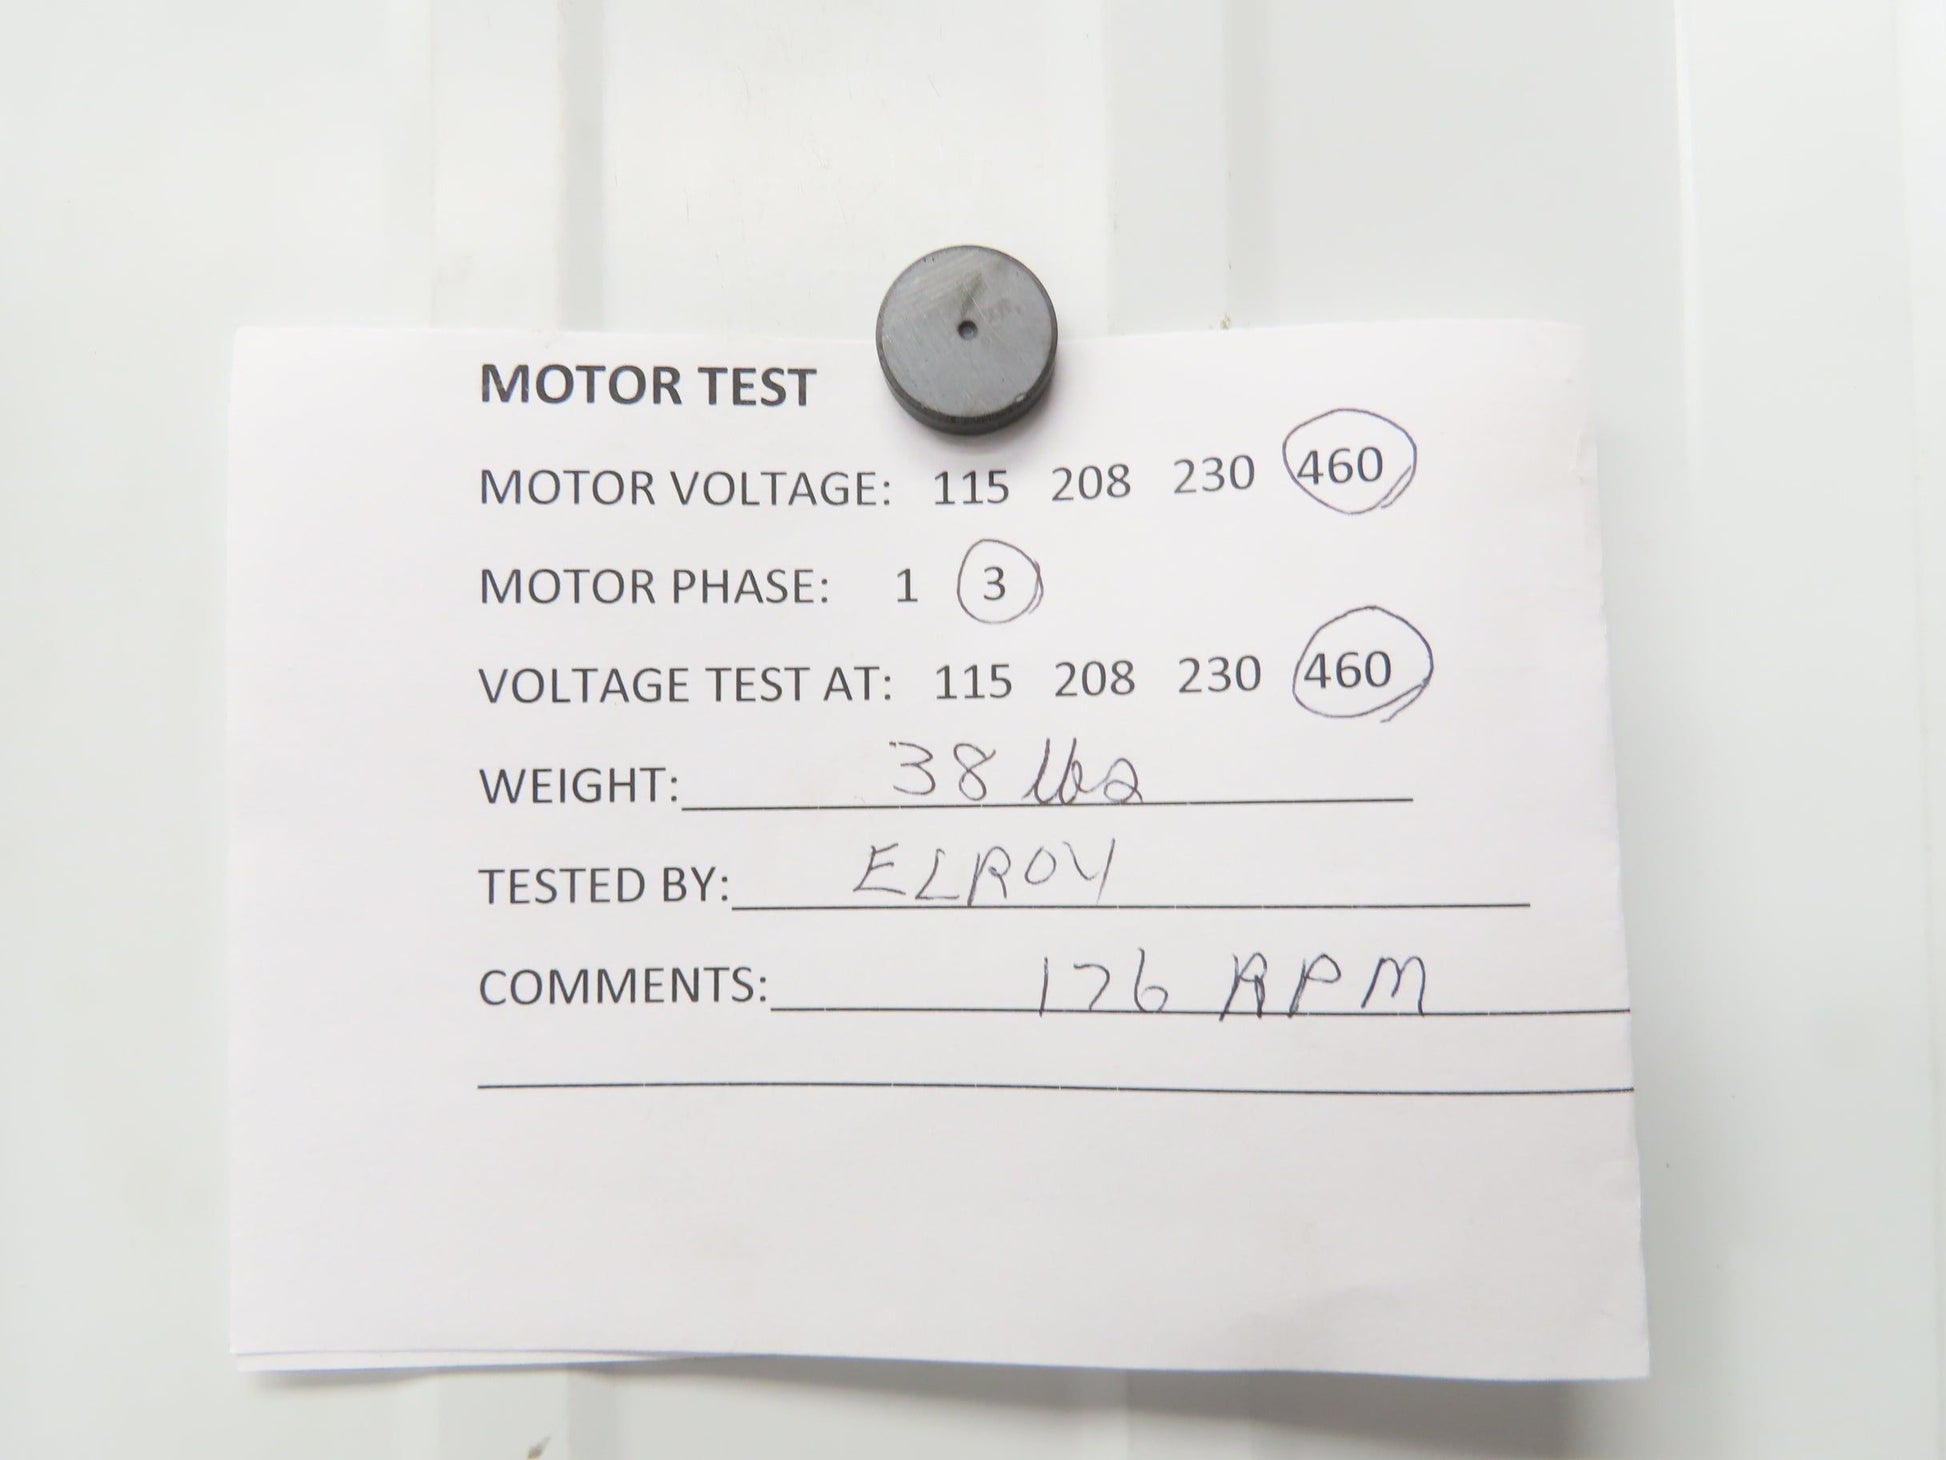 MOTOR TEST
MOTOR VOLTAGE: 115 208 230 460
MOTOR PHASE: 1 3
VOLTAGE TEST AT: 115 208 230 460
WEIGHT: 38 lbs
TESTED BY: ELROY
COMMENTS: 176 RPM